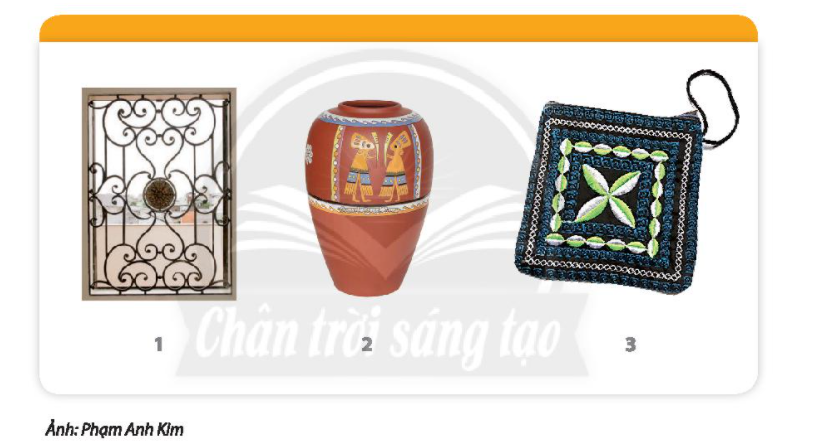 Chân trời sáng tạo
1 2 3
Ảnh: Phạm Anh Kim